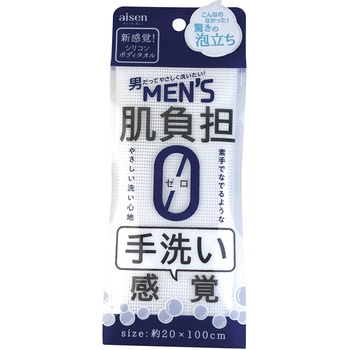 aisen
新感覚!
シリコン
ボディタオル
こんなの
なかった!
驚きの
泡立ち
男だってやさしく洗いたい!
MEN'S
肌負担
0
ゼロ
素手でなでるような
やさしい洗い心地
手洗い
感覚
size:約20×100cm